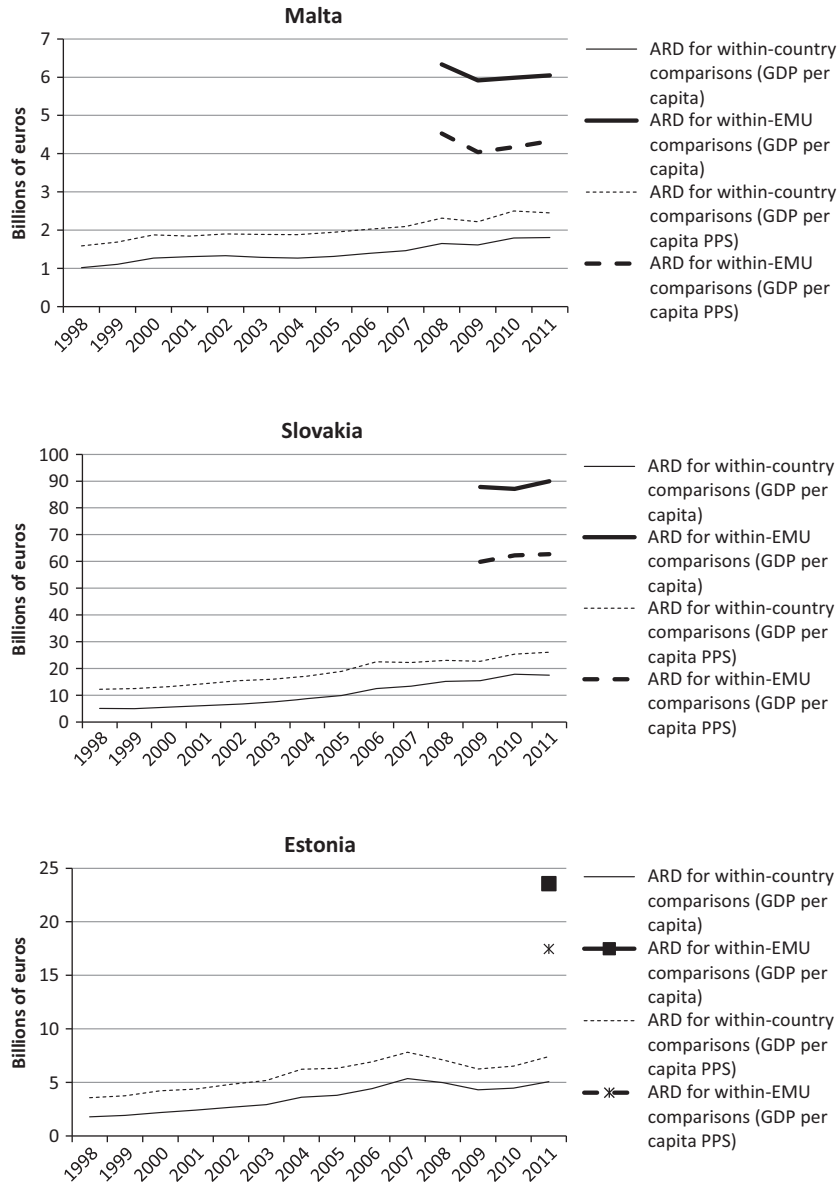 Malta
Billions of euros
7
6
5
4
3
2
1
0
1998
1999
2000
2001
2002
2003
2004
2005
2006
2007
2008
2009
2010
2011
ARD for within-country
comparisons (GDP per
capita)
ARD for within-EMU
comparisons (GDP per
capita)
ARD for within-country
comparisons (GDP per
capita PPS)
ARD for within-EMU
comparisons (GDP per
capita PPS)
Slovakia
Billions of euros
100
90
80
70
60
50
40
30
20
10
0
1998
1999
2000
2001
2002
2003
2004
2005
2006
2007
2008
2009
2010
2011
ARD for within-country
comparisons (GDP per
capita)
ARD for within-EMU
comparisons (GDP per
capita)
ARD for within-country
comparisons (GDP per
capita PPS)
ARD for within-EMU
comparisons (GDP per
capita PPS)
Estonia
Billions of euros
25
20
15
10
5
0
1998
1999
2000
2001
2002
2003
2004
2005
2006
2007
2008
2009
2010
2011
ARD for within-country
comparisons (GDP per
capita)
ARD for within-EMU
comparisons (GDP per
capita)
ARD for within-country
comparisons (GDP per
capita PPS)
ARD for within-EMU
comparisons (GDP per
capita PPS)